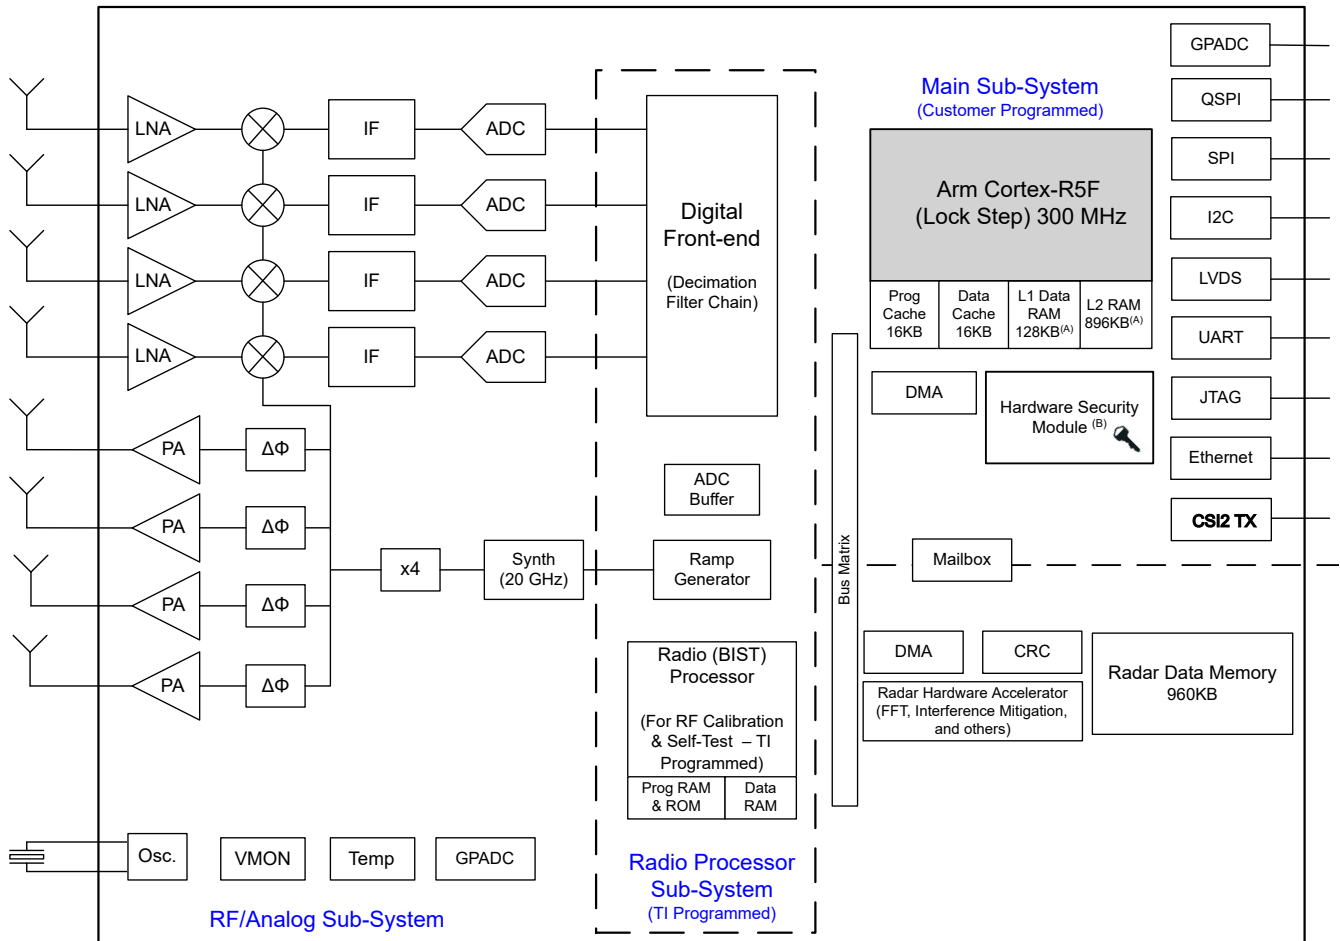 LNA
IF
ADC
LNA
IF
ADC
LNA
IF
ADC
LNA
IF
ADC
PA
ΔΦ
PA
ΔΦ
PA
ΔΦ
PA
ΔΦ
x4
Synth
(20 GHz)
Osc.
VMON
Temp
GPADC
RF/Analog Sub-System
Digital
Front-end
(Decimation
Filter Chain)
ADC
Buffer
Ramp
Generator
Radio (BIST)
Processor
(For RF Calibration
& Self-Test – TI
Programmed)
Prog RAM
& ROM
Data
RAM
Radio Processor
Sub-System
(TI Programmed)
Bus Matrix
Main Sub-System
(Customer Programmed)
Arm Cortex-R5F
(Lock Step) 300 MHz
Prog
Cache
16KB
Data
Cache
16KB
L1 Data
RAM
128KB(A)
L2 RAM
896KB(A)
DMA
Hardware Security
Module (B)
Mailbox
DMA
CRC
Radar Hardware Accelerator
(FFT, Interference Mitigation,
and others)
Radar Data Memory
960KB
GPADC
QSPI
SPI
I2C
LVDS
UART
JTAG
Ethernet
CSI2 TX